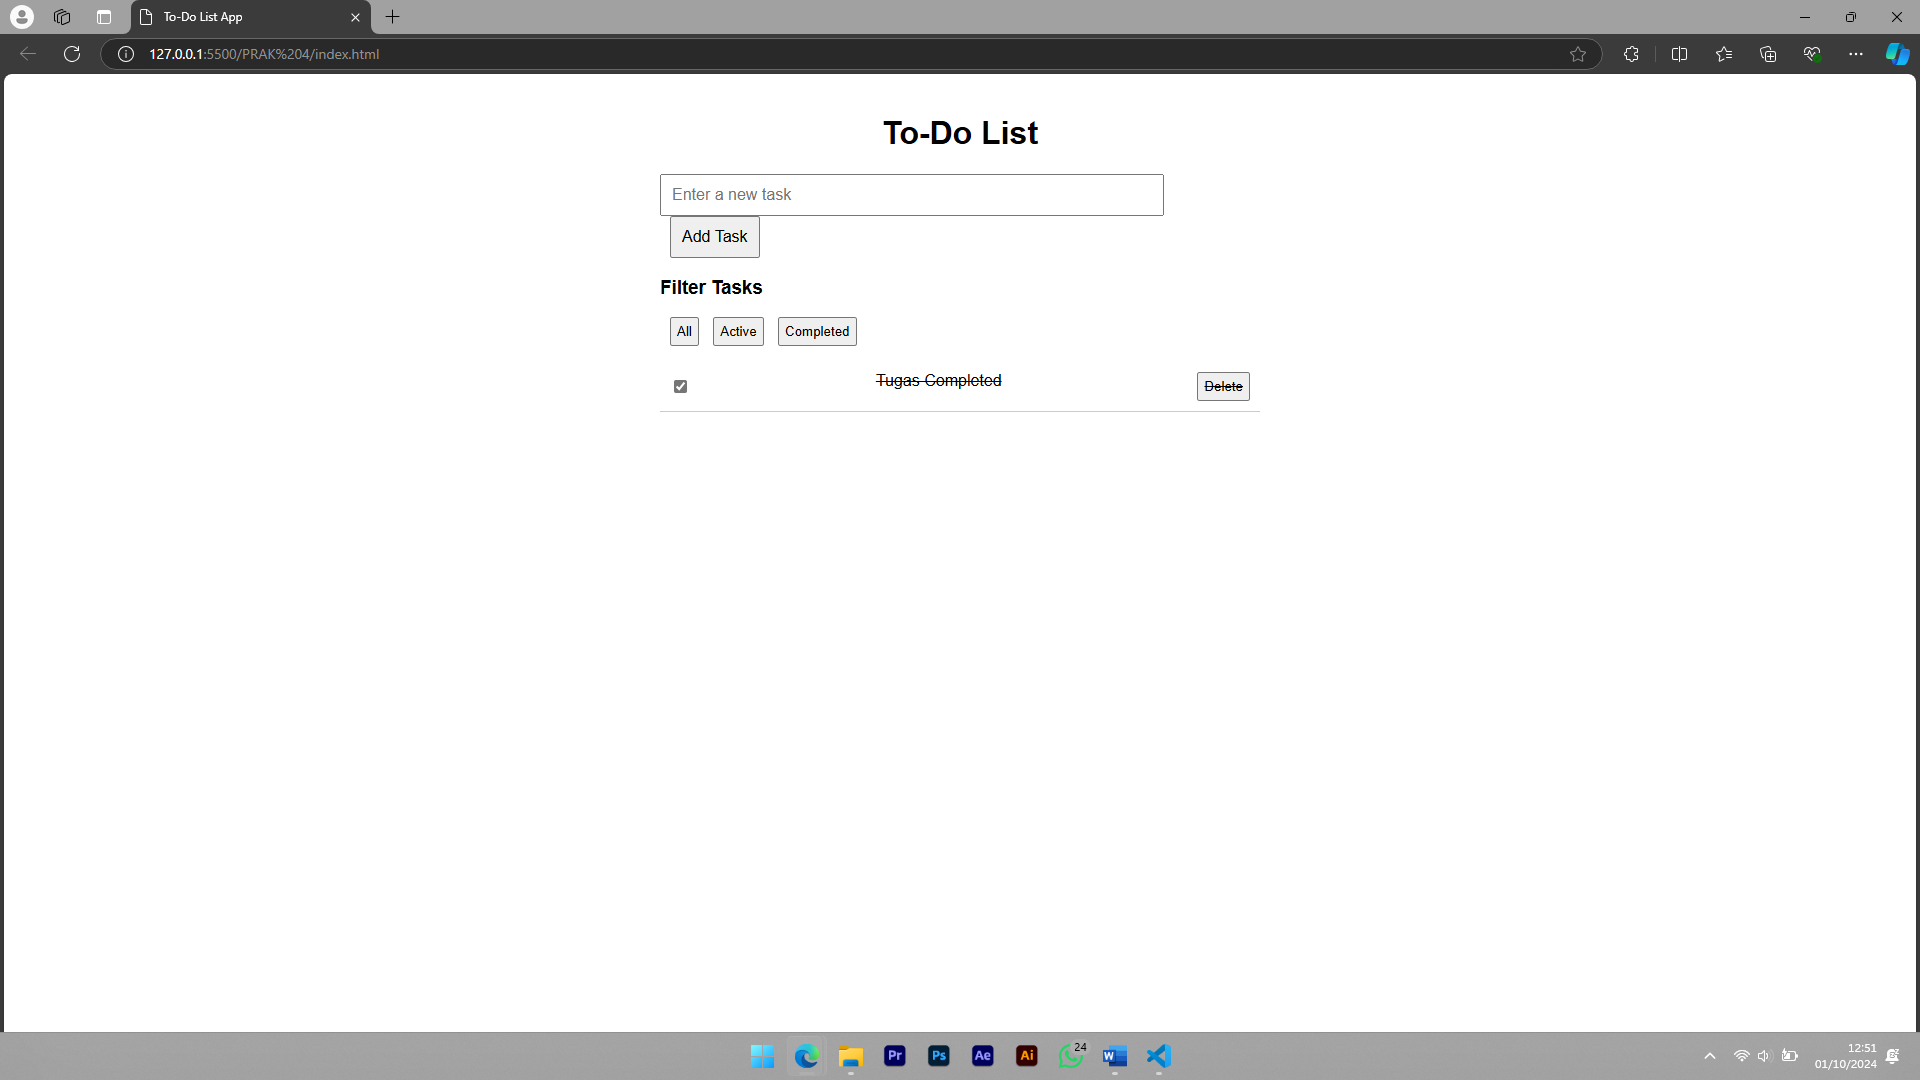 To-Do List App
127.0.0.1:5500/PRAK%204/index.html
To-Do List
Enter a new task
Add Task
Filter Tasks
All Active Completed
Tugas Completed Delete
Pr Ps Ae Ai 24 W 12:51
01/10/2024